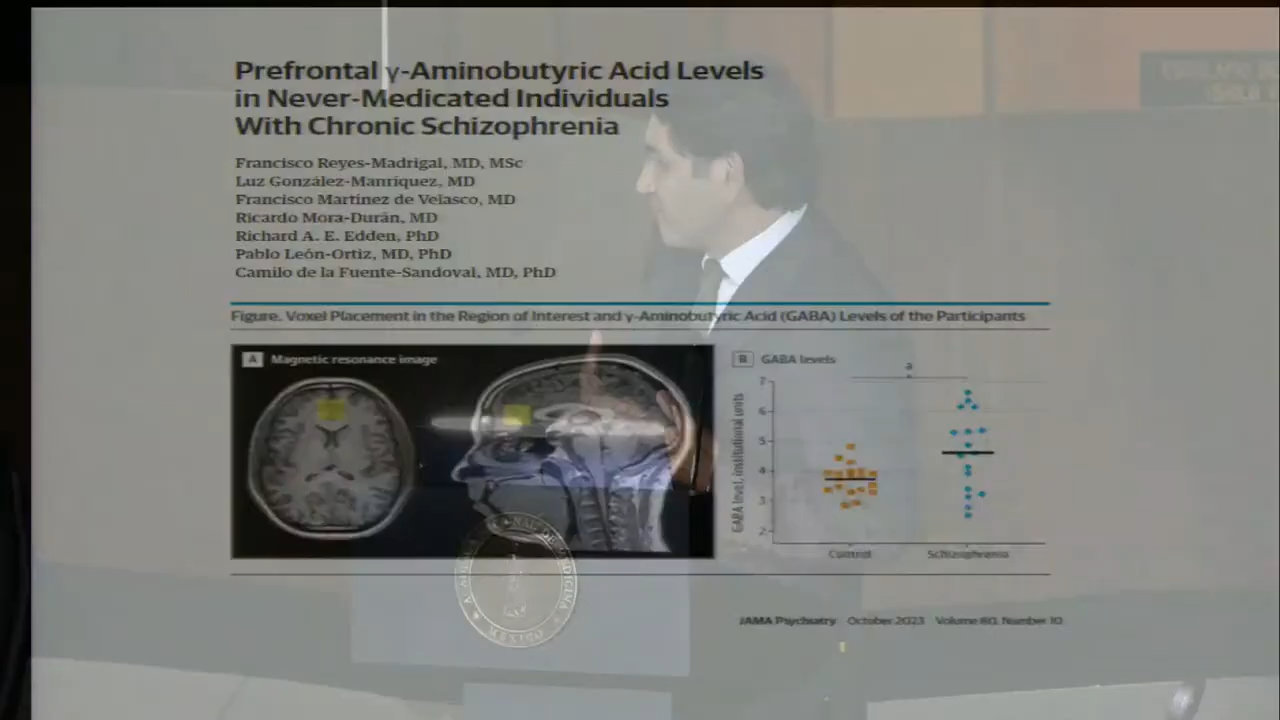 Prefrontal γ-Aminobutyric Acid Levels
in Never-Medicated Individuals
With Chronic Schizophrenia
Francisco Reyes-Madrigal, MD, MSc
Luz González-Manríquez, MD
Francisco Martínez de Velasco, MD
Ricardo Mora-Durán, MD
Richard A. E. Edden, PhD
Pablo León-Ortiz, MD, PhD
Camilo de la Fuente-Sandoval, MD, PhD
Figure. Voxel Placement in the Region of Interest and γ-Aminobutyric Acid (GABA) Levels of the Participants
A Magnetic resonance image
B GABA levels
a
GABA level, institutional units
7
6
5
4
3
2
Control Schizophrenia
DE MEDICINA
MEXICO
JAMA Psychiatry October 2023 Volume 80, Number 10